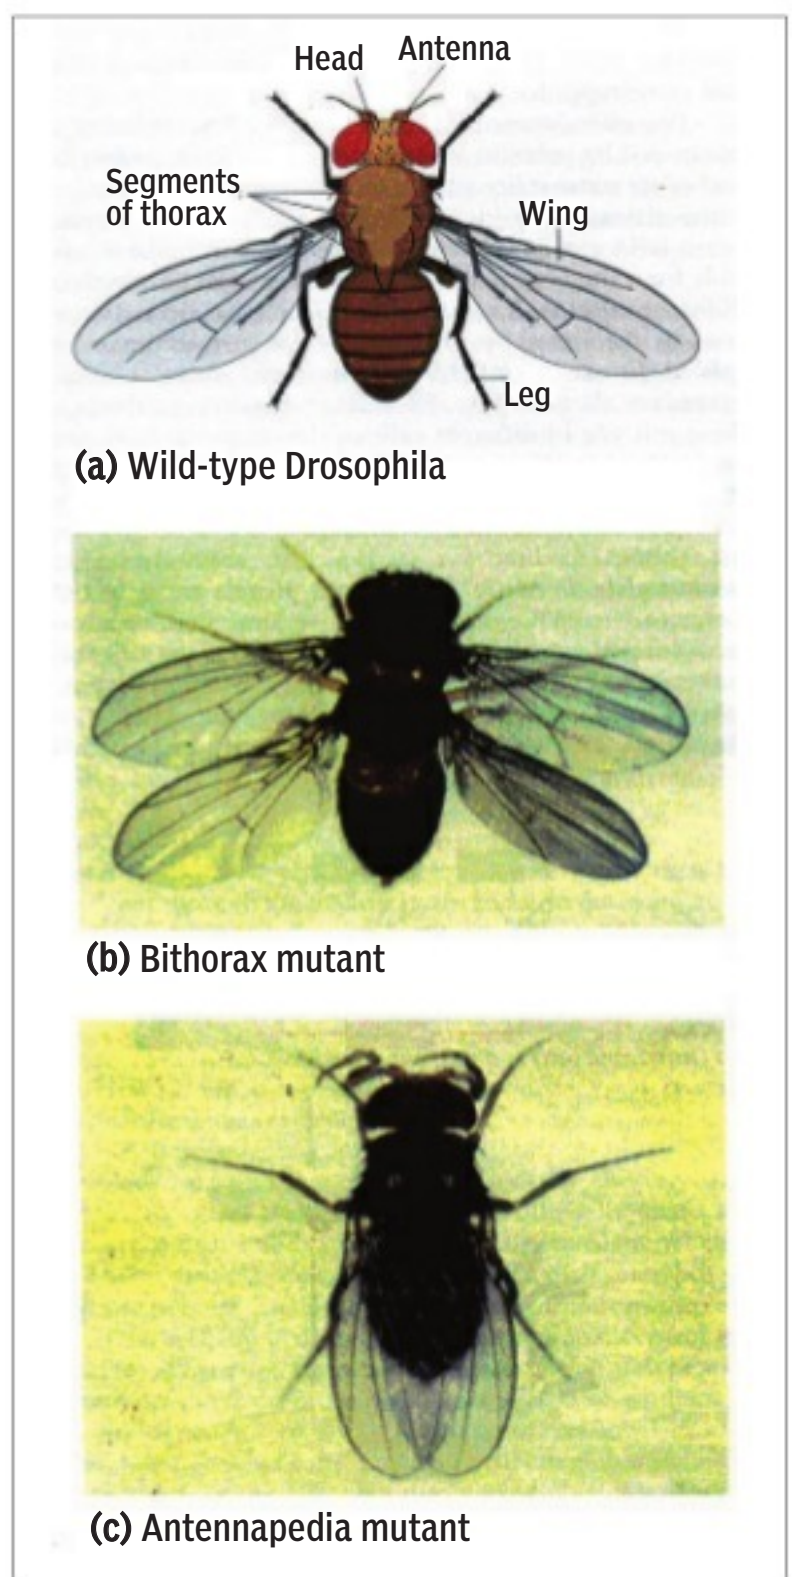 Head
Antenna
Segments
of thorax
Wing
Leg
(a) Wild-type Drosophila
(b) Bithorax mutant
(c) Antennapedia mutant